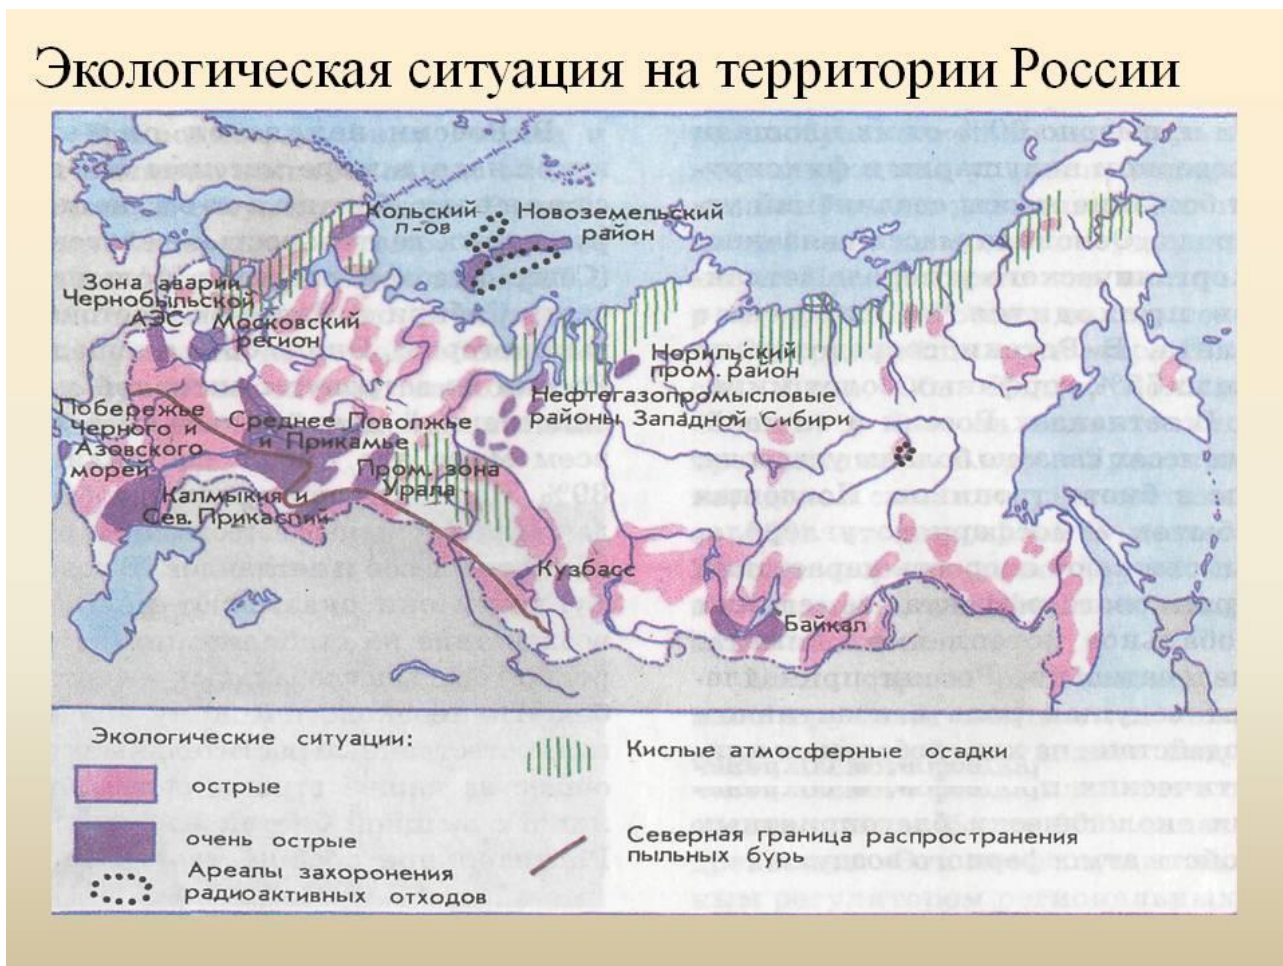 Экологическая ситуация на территории России
Кольский
п-ов
Новоземельский
район
Зона аварии
Чернобыльской
АЭС
Московский
регион
Норильский
пром. район
Нефтегазопромысловые
районы Западной Сибири
Побережье
Черного и
Азовского
морей
Среднее Поволжье
и Прикамье
Пром. зона
Урала
Калмыкия и
Сев. Прикаспий
Кузбасс
Байкал
Экологические ситуации:
острые
очень острые
Ареалы захоронения
радиоактивных отходов
Кислые атмосферные осадки
Северная граница распространения
пыльных бурь